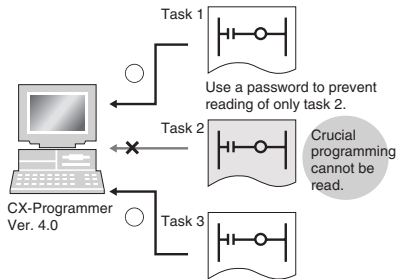 Task 1
Use a password to prevent
reading of only task 2.
Task 2
Crucial
programming
cannot be
read.
CX-Programmer
Ver. 4.0
Task 3